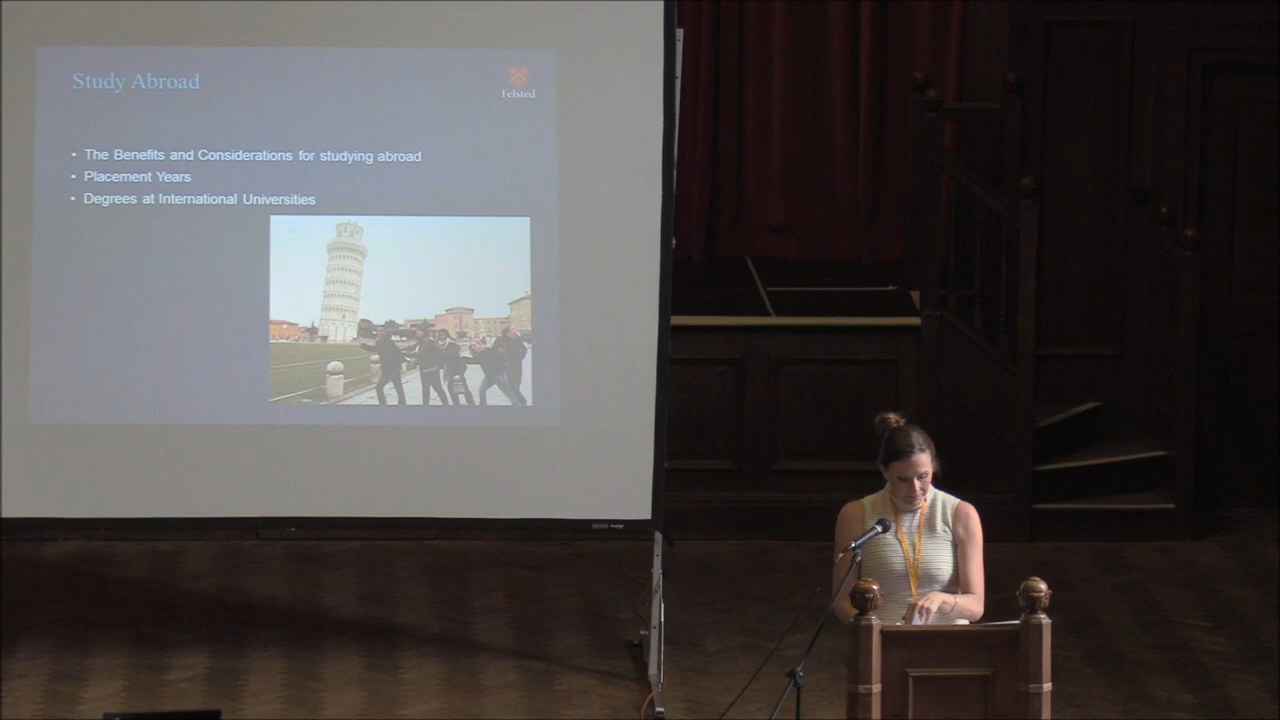 Study Abroad
Felsted
▪ The Benefits and Considerations for studying abroad
▪ Placement Years
▪ Degrees at International Universities